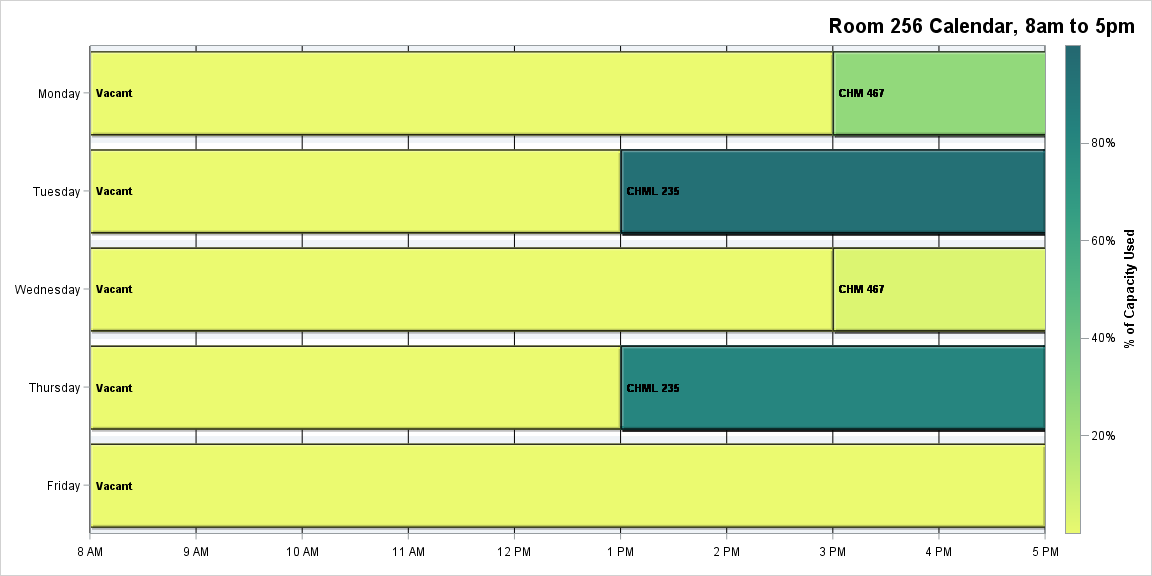 Room 256 Calendar, 8am to 5pm
Monday
Vacant
CHM 467
Tuesday
Vacant
CHML 235
Wednesday
Vacant
CHM 467
Thursday
Vacant
CHML 235
Friday
Vacant
8 AM 9 AM 10 AM 11 AM 12 PM 1 PM 2 PM 3 PM 4 PM 5 PM
80%
60%
40%
20%
% of Capacity Used